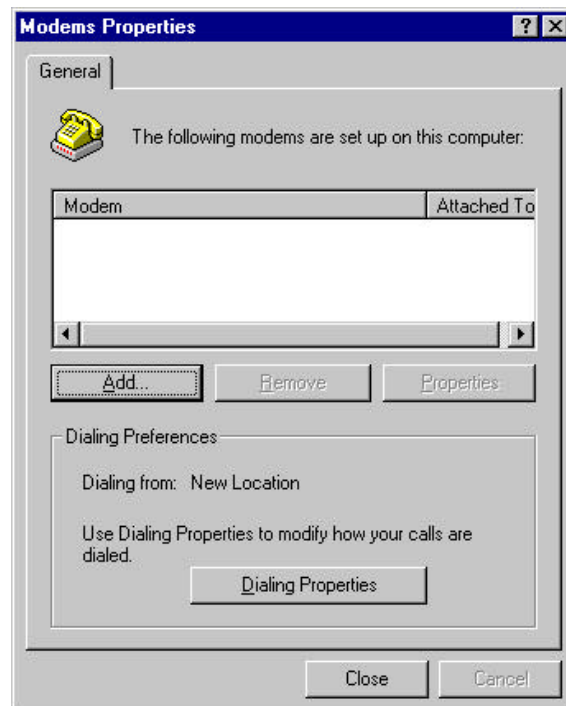 Modems Properties
General
The following modems are set up on this computer:
Modem Attached To
Add... Remove Properties
Dialing Preferences
Dialing from: New Location
Use Dialing Properties to modify how your calls are
dialed.
Dialing Properties
Close Cancel